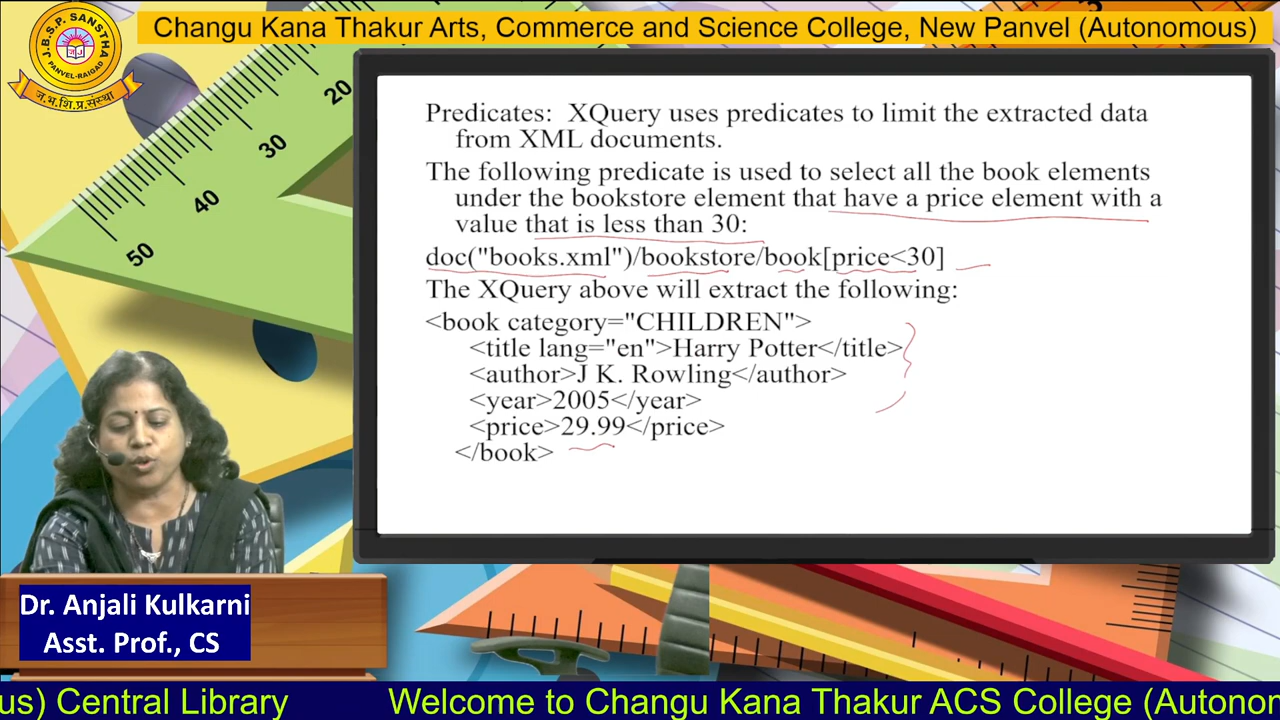 Changu Kana Thakur Arts, Commerce and Science College, New Panvel (Autonomous)
J.B.S.P. SANSTHA
PANVEL-RAIGAD
ज.भ.शि.प्र.संस्था
20
30
40
50
3
Predicates: XQuery uses predicates to limit the extracted data
from XML documents.
The following predicate is used to select all the book elements
under the bookstore element that have a price element with a
value that is less than 30:
doc("books.xml")/bookstore/book[price<30]
The XQuery above will extract the following:
<book category="CHILDREN">
<title lang="en">Harry Potter</title>
<author>J K. Rowling</author>
<year>2005</year>
<price>29.99</price>
</book>
Dr. Anjali Kulkarni
Asst. Prof., CS
us) Central Library Welcome to Changu Kana Thakur ACS College (Autonor